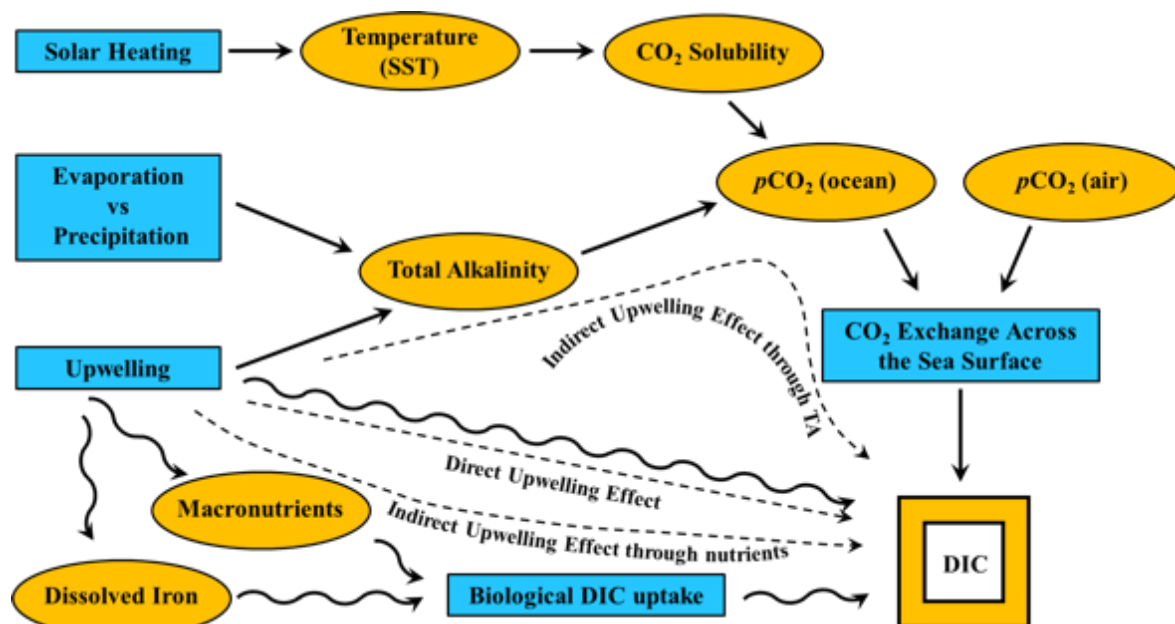 Solar Heating
Temperature
(SST)
CO₂ Solubility
Evaporation
vs
Precipitation
pCO₂ (ocean)
pCO₂ (air)
Total Alkalinity
Indirect Upwelling Effect through TA
CO₂ Exchange Across
the Sea Surface
Upwelling
Direct Upwelling Effect
Macronutrients
Indirect Upwelling Effect through nutrients
DIC
Dissolved Iron
Biological DIC uptake